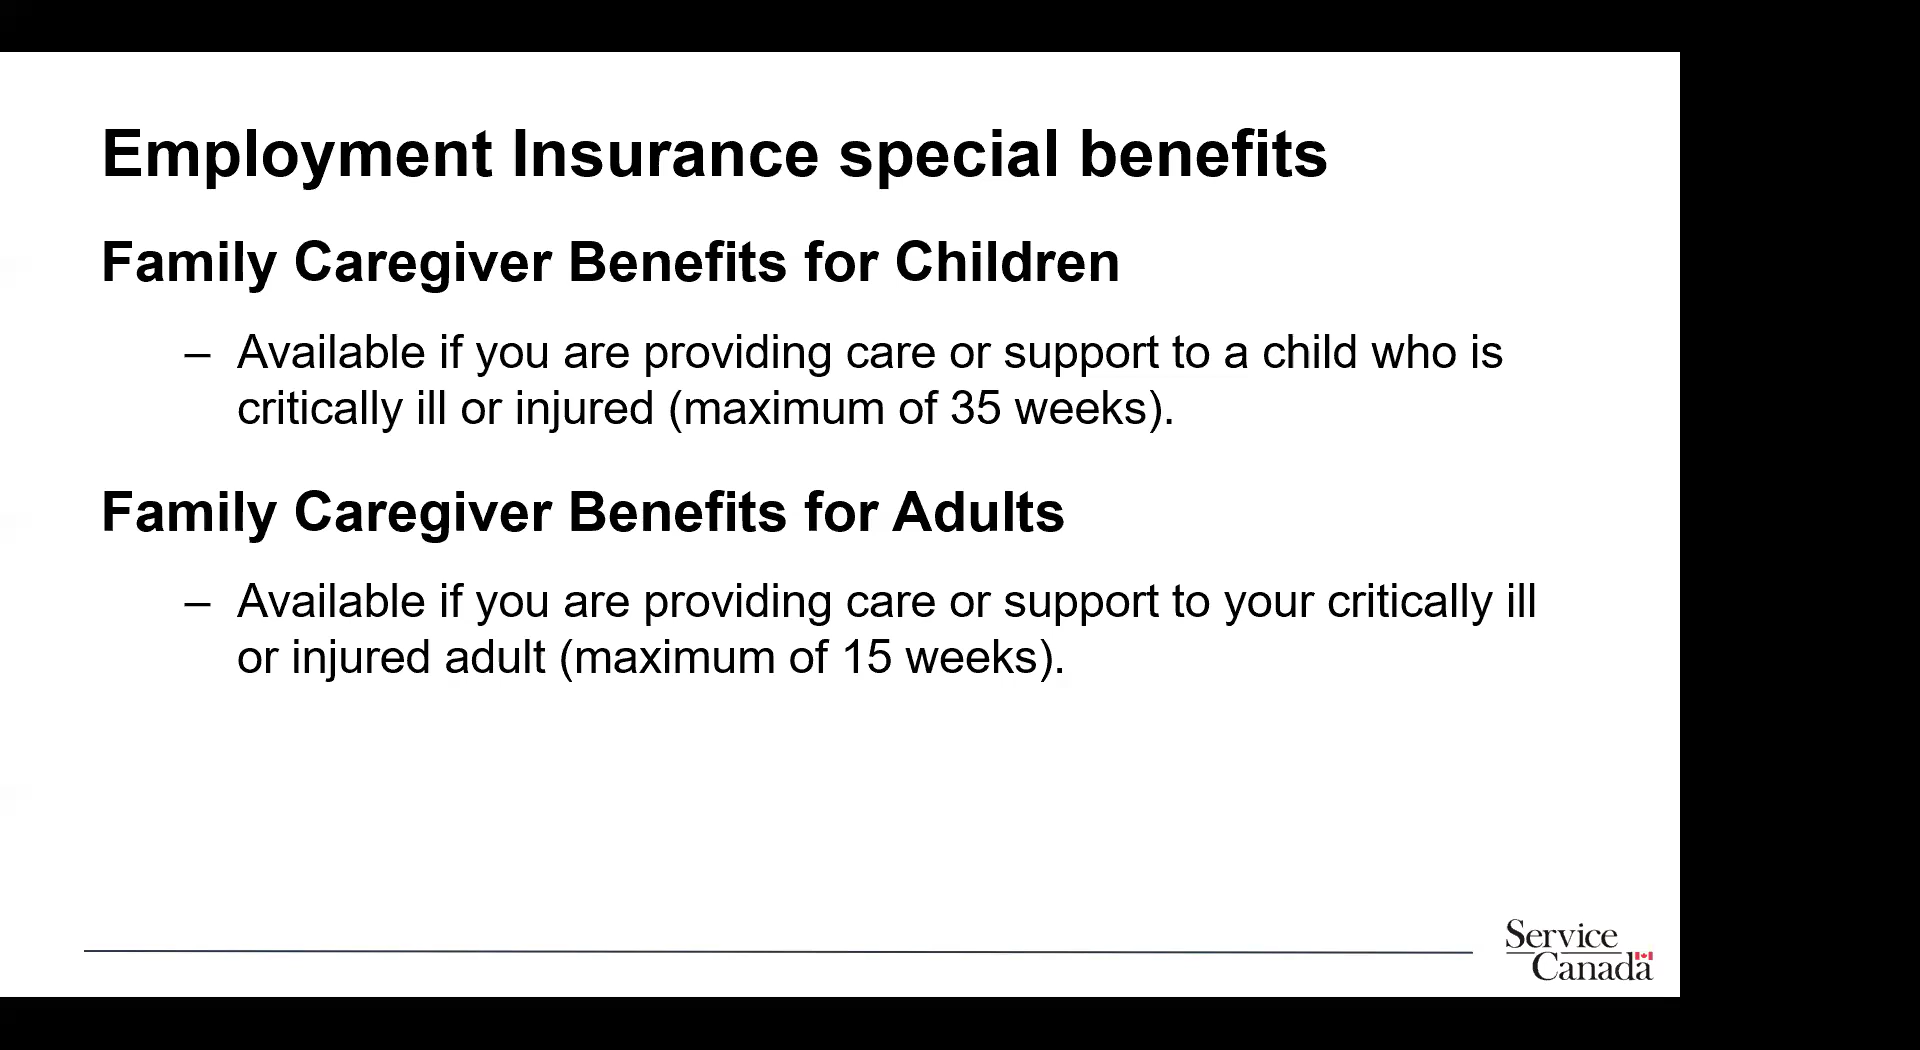 Employment Insurance special benefits
Family Caregiver Benefits for Children
– Available if you are providing care or support to a child who is
critically ill or injured (maximum of 35 weeks).
Family Caregiver Benefits for Adults
– Available if you are providing care or support to your critically ill
or injured adult (maximum of 15 weeks).
Service
Canada